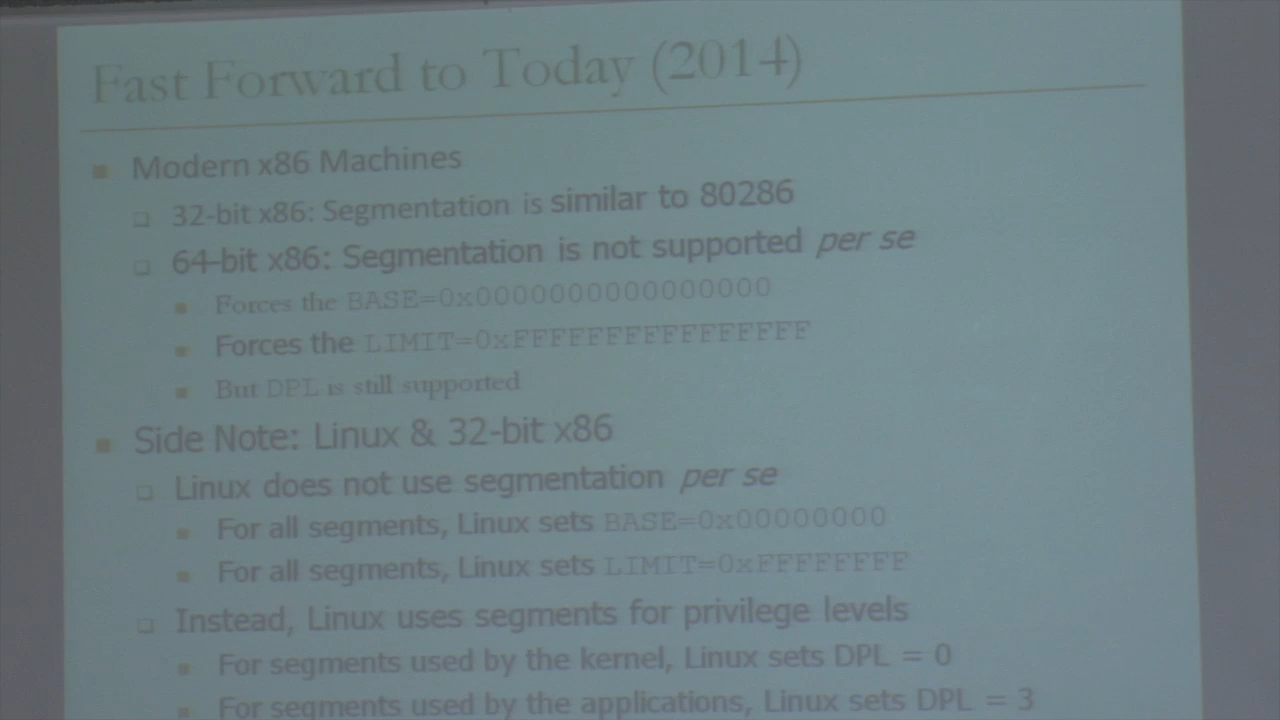 Fast Forward to Today (2014)
Modern x86 Machines
32-bit x86: Segmentation is similar to 80286
64-bit x86: Segmentation is not supported per se
Forces the BASE=0x0000000000000000
Forces the LIMIT=0xFFFFFFFFFFFFFFFF
But DPL is still supported
Side Note: Linux & 32-bit x86
Linux does not use segmentation per se
For all segments, Linux sets BASE=0x00000000
For all segments, Linux sets LIMIT=0xFFFFFFFF
Instead, Linux uses segments for privilege levels
For segments used by the kernel, Linux sets DPL = 0
For segments used by the applications, Linux sets DPL = 3